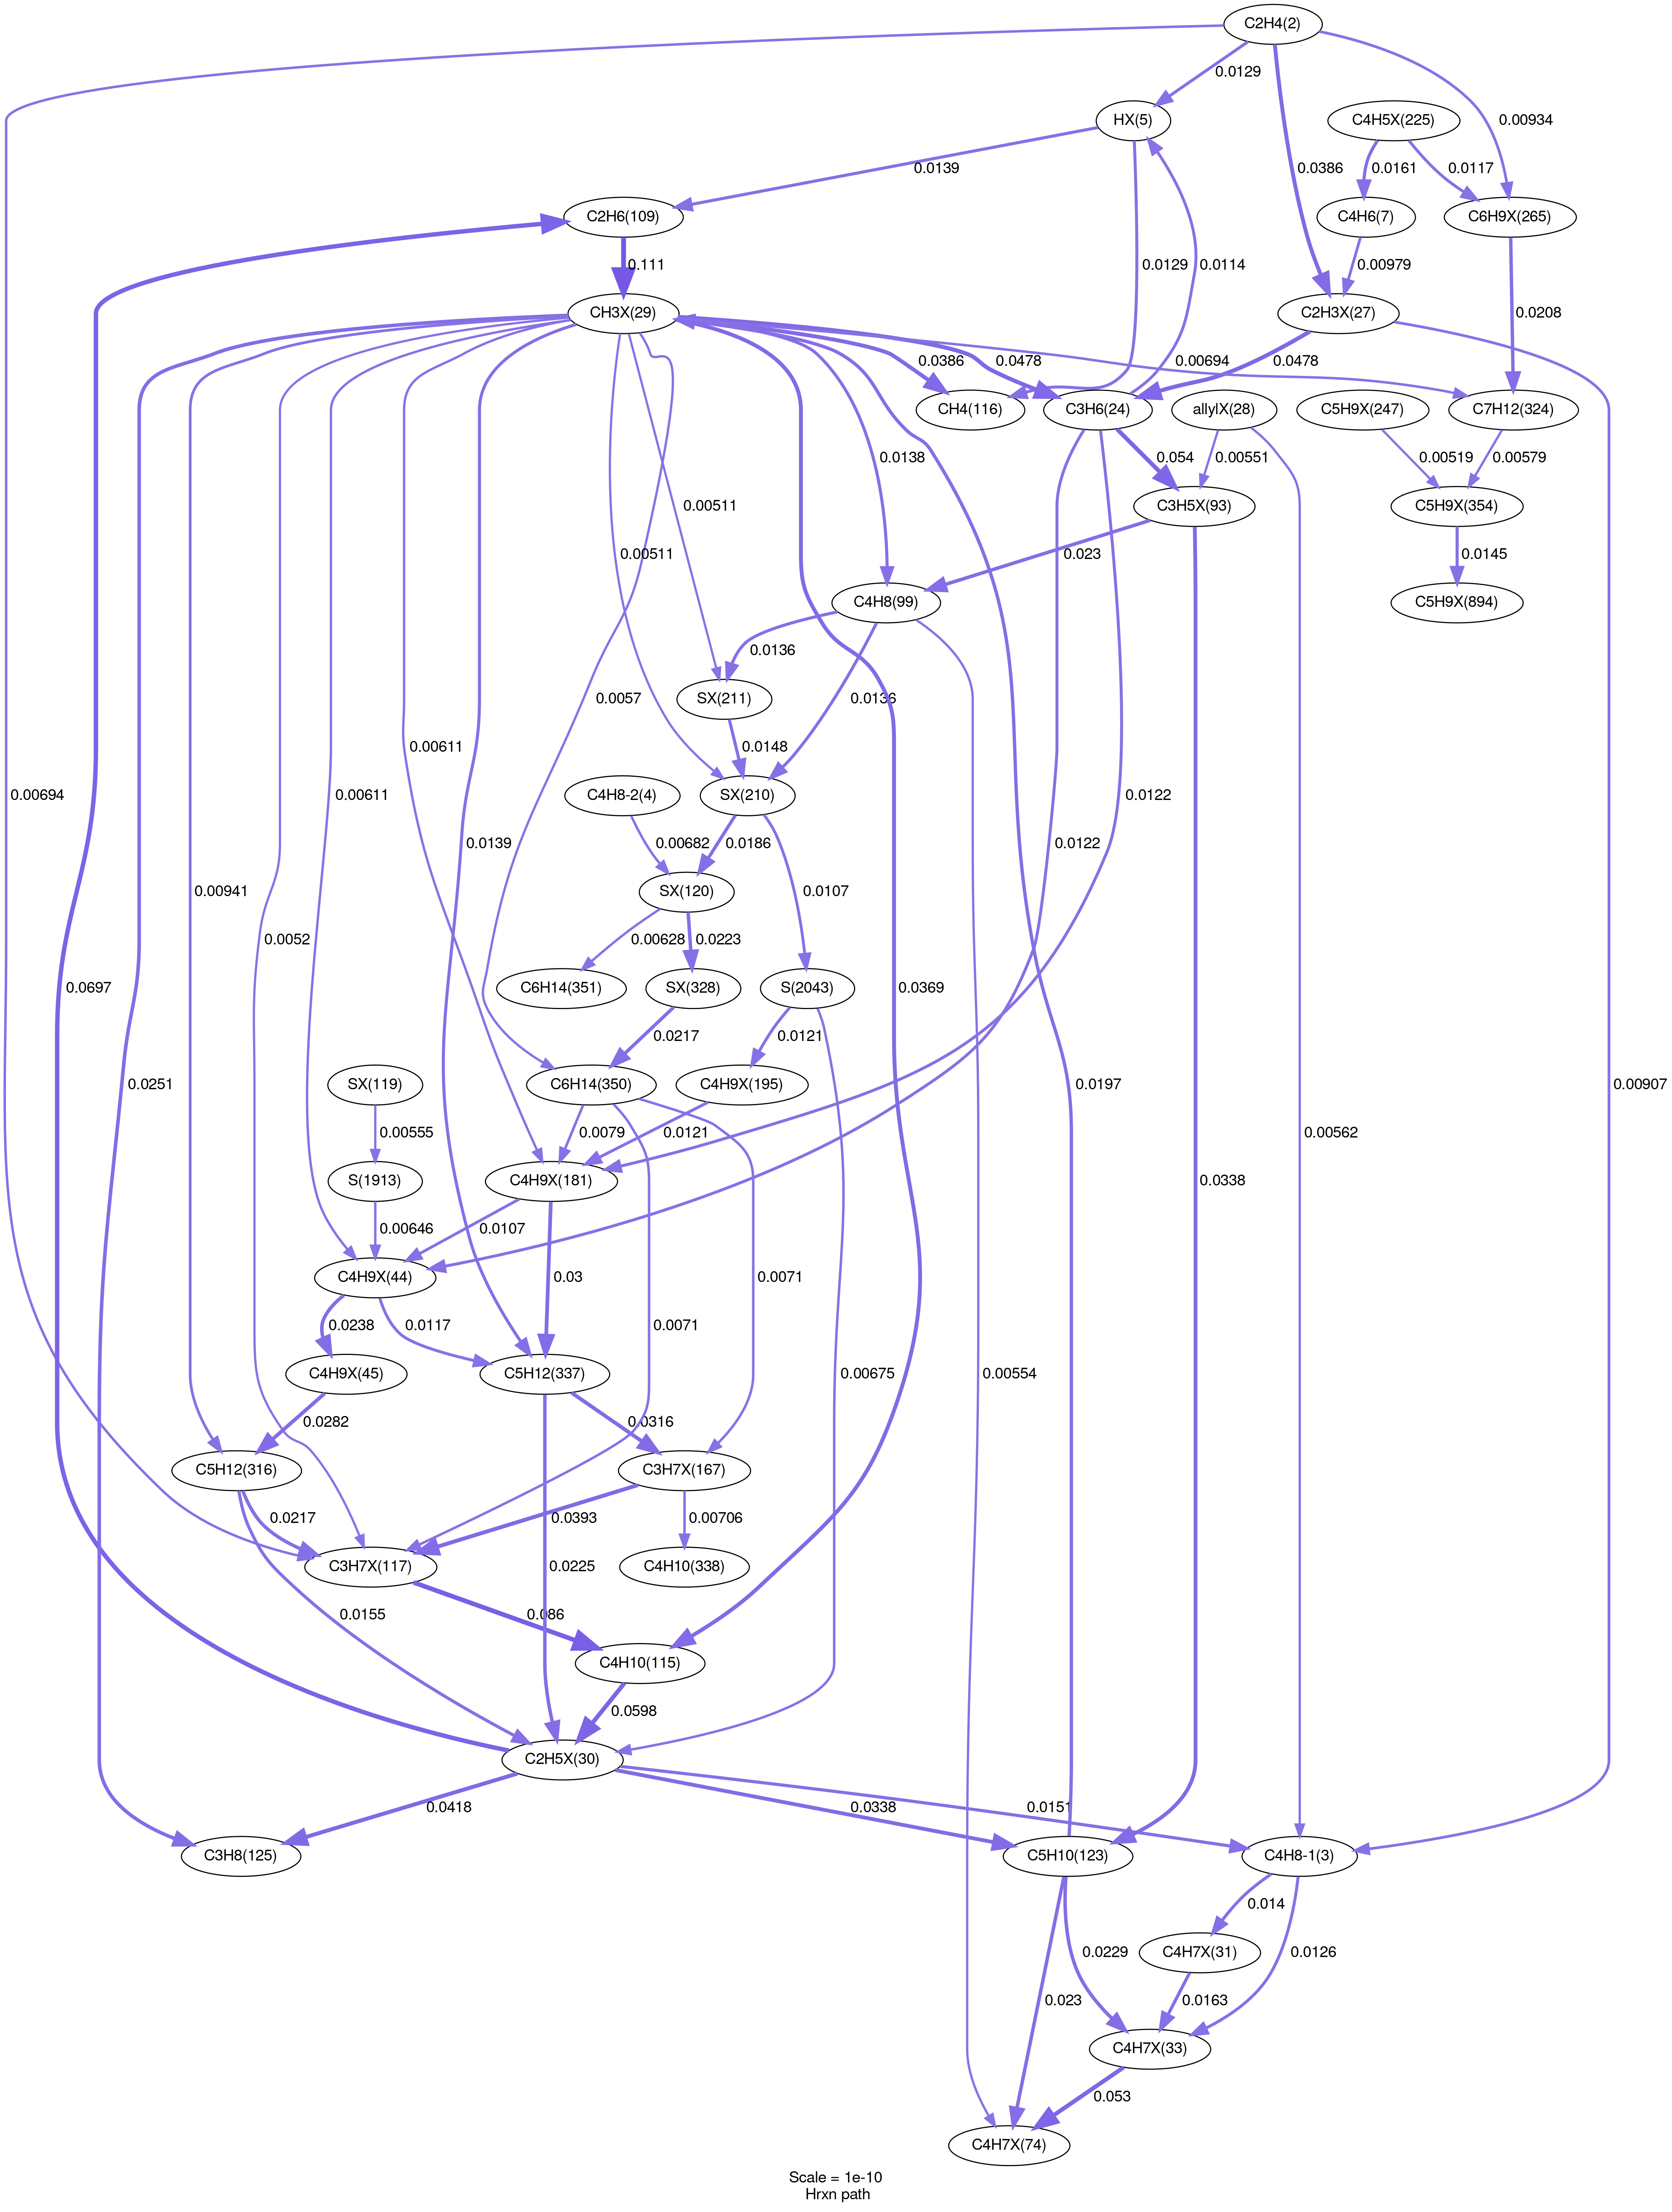 C2H4(2)
0.0129
HX(5)
C4H5X(225)
0.00934
0.0139
0.0386
0.0161
0.0117
C2H6(109)
C4H6(7)
C6H9X(265)
0.111
0.0129
0.0114
0.00979
CH3X(29)
C2H3X(27)
0.0208
0.0386
0.0478
0.00694
0.0478
CH4(116)
C3H6(24)
allylX(28)
C5H9X(247)
C7H12(324)
0.0138
0.054
0.00551
0.00519
0.00579
0.00511
C3H5X(93)
C5H9X(354)
0.00511
0.023
0.0145
C4H8(99)
C5H9X(894)
0.0136
SX(211)
0.0057
0.0136
0.00611
0.0148
0.00694
0.00611
C4H8-2(4)
SX(210)
0.0122
0.0139
0.00682
0.0186
0.0122
0.00941
SX(120)
0.0107
0.0052
0.00628
0.0223
0.0697
C6H14(351)
SX(328)
S(2043)
0.0369
0.0217
0.0121
0.0251
SX(119)
C6H14(350)
C4H9X(195)
0.0197
0.00907
0.00555
0.0079
0.0121
0.00562
S(1913)
C4H9X(181)
0.0338
0.00646
0.0107
C4H9X(44)
0.03
0.0071
0.0238
0.0117
0.0071
C4H9X(45)
C5H12(337)
0.00675
0.00554
0.0282
0.0316
C5H12(316)
C3H7X(167)
0.0217
0.0393
0.00706
C3H7X(117)
C4H10(338)
0.0225
0.0155
0.086
C4H10(115)
0.0598
C2H5X(30)
0.0418
0.0338
0.0151
C3H8(125)
C5H10(123)
C4H8-1(3)
0.014
C4H7X(31)
0.0229
0.0126
0.023
0.0163
C4H7X(33)
0.053
C4H7X(74)
Scale = 1e-10
Hrxn path